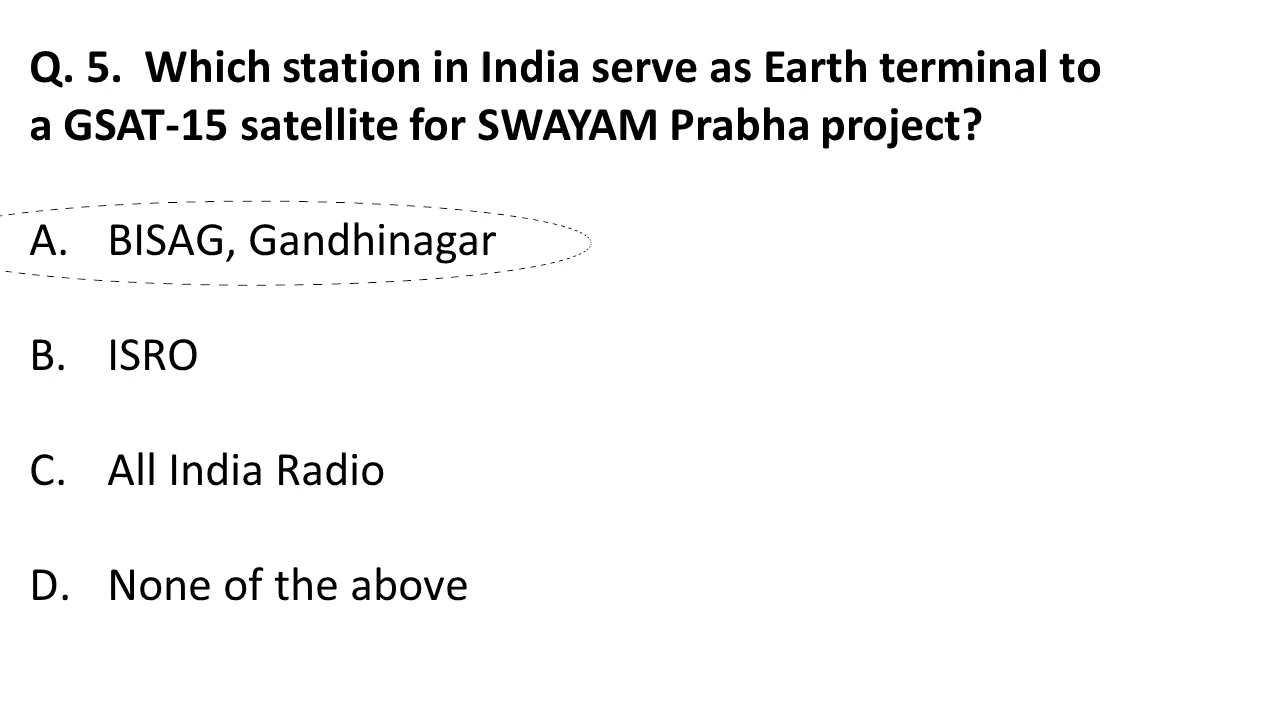 Q. 5. Which station in India serve as Earth terminal to
a GSAT-15 satellite for SWAYAM Prabha project?
A. BISAG, Gandhinagar
B. ISRO
C. All India Radio
D. None of the above